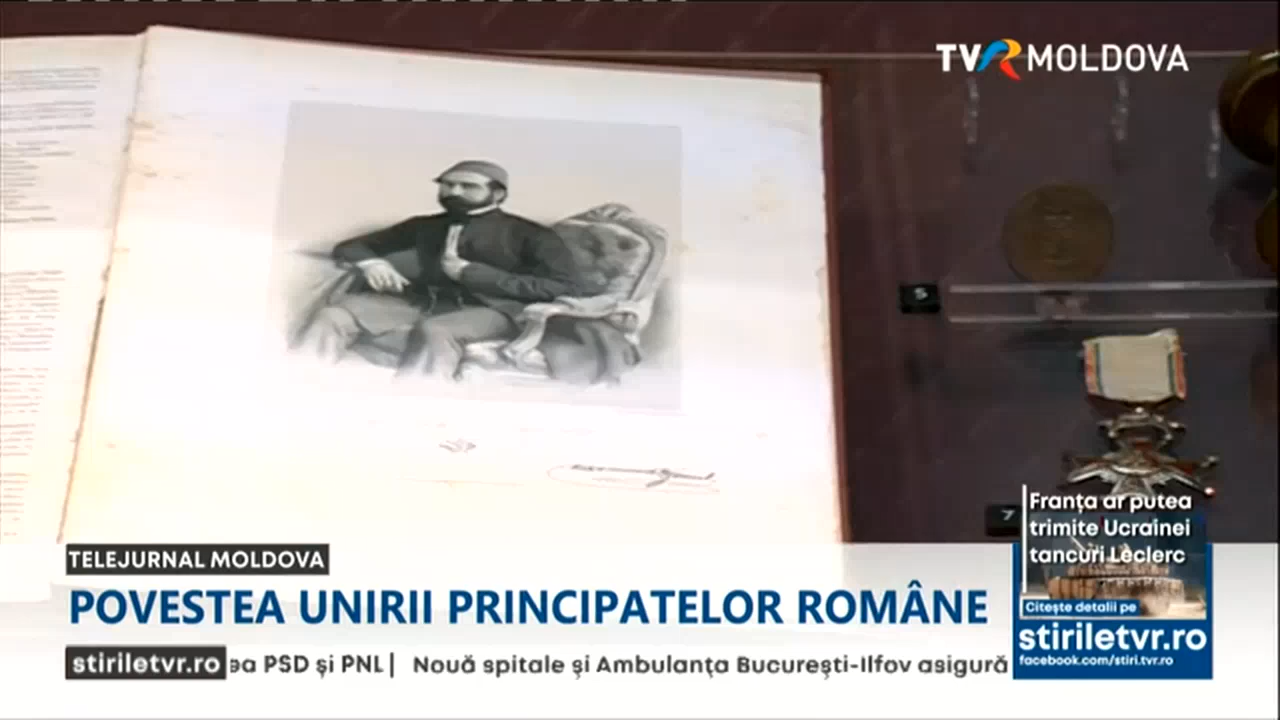 TVR MOLDOVA
5
7
Franța ar putea
trimite Ucrainei
tancuri Leclerc
Citește detalii pe
stiriletvr.ro
facebook.com/stiri.tvr.ro
TELEJURNAL MOLDOVA
POVESTEA UNIRII PRINCIPATELOR ROMÂNE
stiriletvr.ro
ea PSD și PNL | Nouă spitale și Ambulanța București-Ilfov asigură